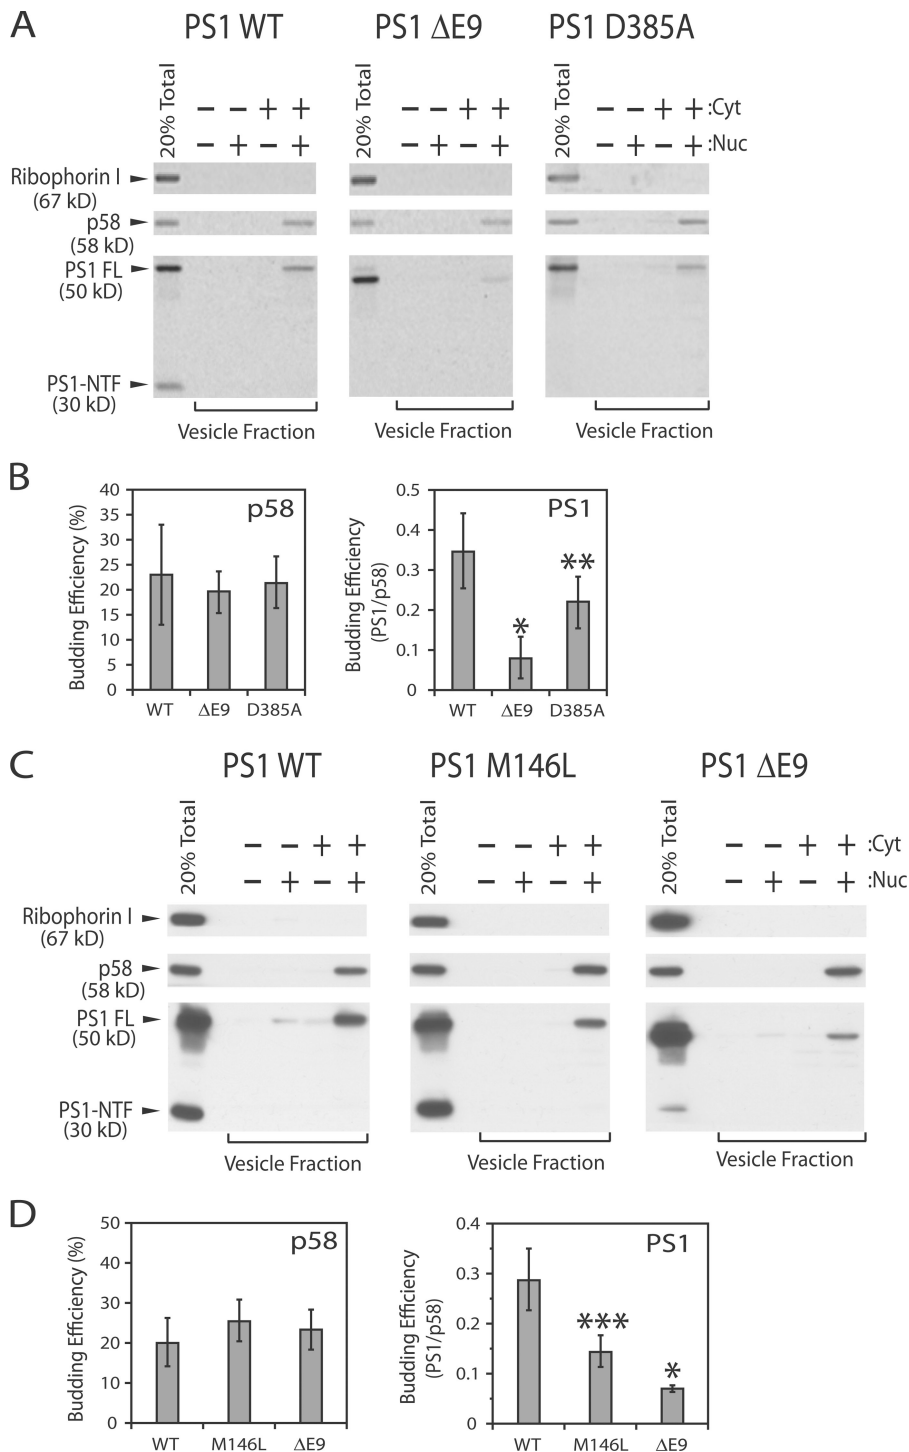 A
PS1 WT
PS1 ΔE9
PS1 D385A
20% Total
20% Total
20% Total
– – + + – – + + – – + + :Cyt
– + – + – + – + – + – + :Nuc
Ribophorin I
(67 kD)
p58
(58 kD)
PS1 FL
(50 kD)
PS1-NTF
(30 kD)
Vesicle Fraction
Vesicle Fraction
Vesicle Fraction
B
Budding Efficiency (%)
40
35
30
25
20
15
10
5
0
p58
WT ΔE9 D385A
Budding Efficiency
(PS1/p58)
0.5
0.4
0.3
0.2
0.1
0
PS1
*
**
WT ΔE9 D385A
C
PS1 WT
PS1 M146L
PS1 ΔE9
20% Total
20% Total
20% Total
– – + + – – + + – – + + :Cyt
– + – + – + – + – + – + :Nuc
Ribophorin I
(67 kD)
p58
(58 kD)
PS1 FL
(50 kD)
PS1-NTF
(30 kD)
Vesicle Fraction
Vesicle Fraction
Vesicle Fraction
D
Budding Efficiency (%)
50
40
30
20
10
0
p58
WT M146L ΔE9
Budding Efficiency
(PS1/p58)
0.4
0.3
0.2
0.1
0
PS1
***
*
WT M146L ΔE9